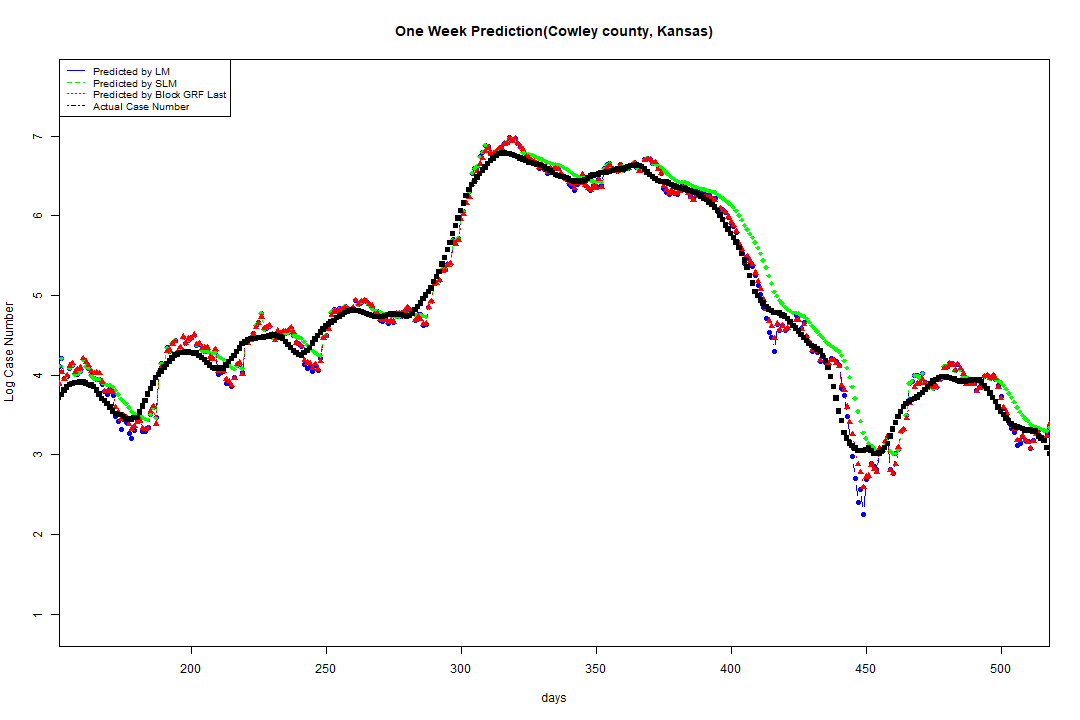 One Week Prediction(Cowley county, Kansas)
Predicted by LM
Predicted by SLM
Predicted by Block GRF Last
Actual Case Number
7
6
5
4
3
2
1
Log Case Number
200 250 300 350 400 450 500
days